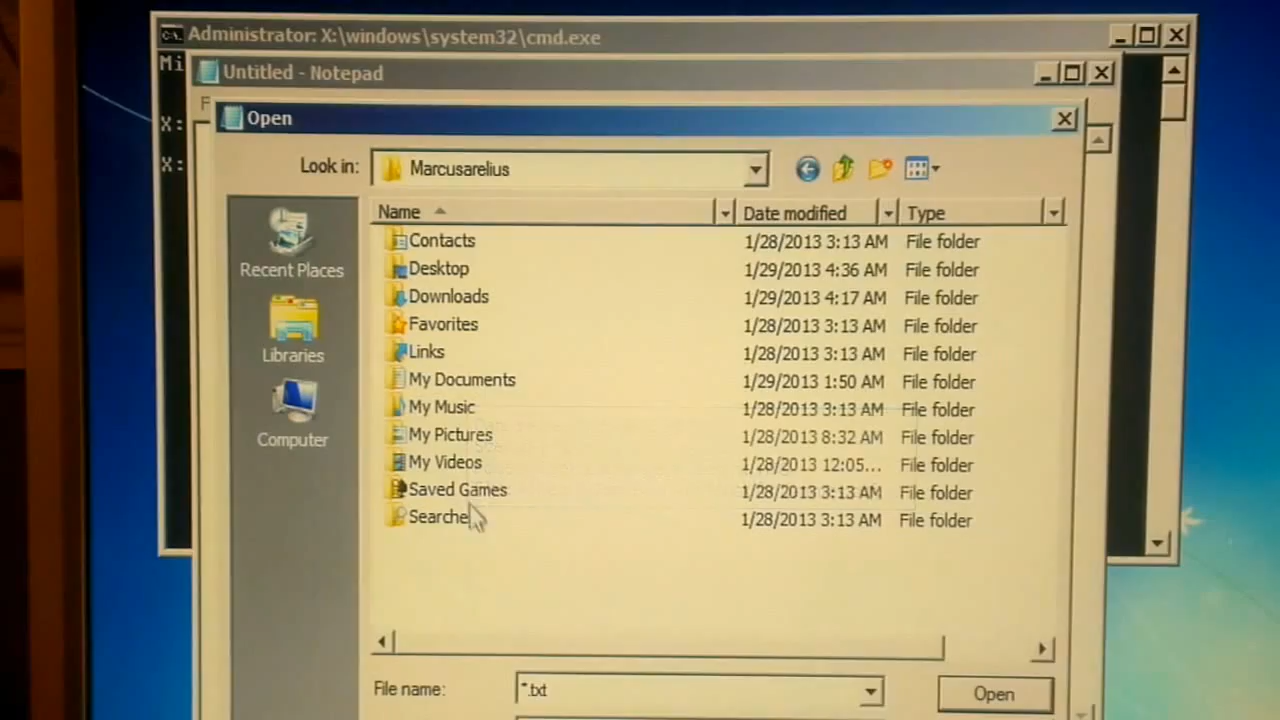 Administrator: X:\windows\system32\cmd.exe
Mi
Untitled - Notepad
F
Open
X:
Look in: Marcusarelius
X:
Name Date modified Type
Contacts 1/28/2013 3:13 AM File folder
Desktop 1/29/2013 4:36 AM File folder
Downloads 1/29/2013 4:17 AM File folder
Favorites 1/28/2013 3:13 AM File folder
Links 1/28/2013 3:13 AM File folder
My Documents 1/29/2013 1:50 AM File folder
My Music 1/28/2013 3:13 AM File folder
My Pictures 1/28/2013 8:32 AM File folder
My Videos 1/28/2013 12:05... File folder
Saved Games 1/28/2013 3:13 AM File folder
Searche 1/28/2013 3:13 AM File folder
Recent Places
Libraries
Computer
File name: *.txt
Open